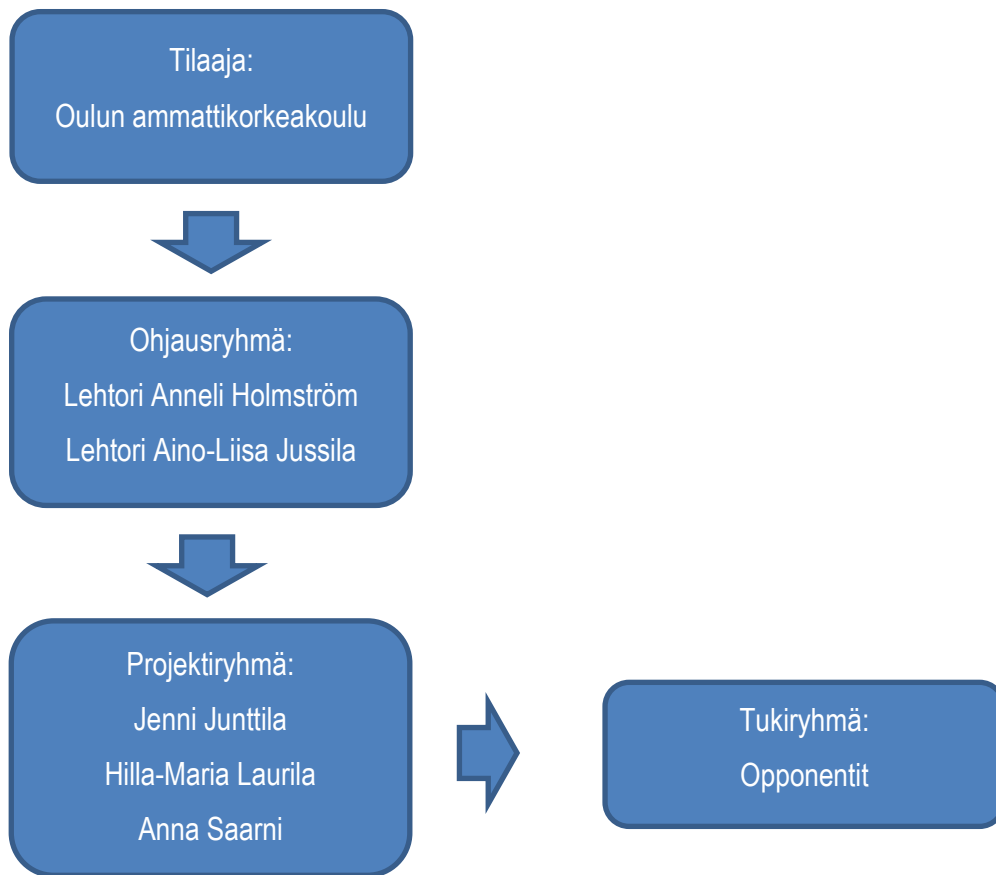 Tilaaja:
Oulun ammattikorkeakoulu
Ohjausryhmä:
Lehtori Anneli Holmström
Lehtori Aino-Liisa Jussila
Projektiryhmä:
Jenni Junttila
Hilla-Maria Laurila
Anna Saarni
Tukiryhmä:
Opponentit